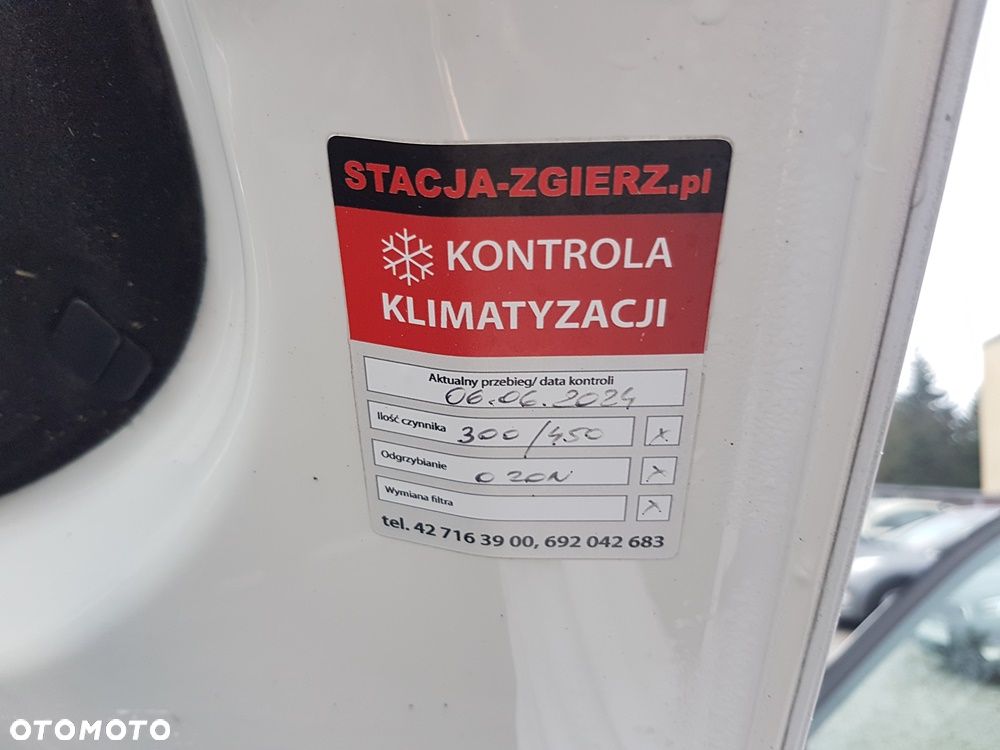 STACJA-ZGIERZ.pl
KONTROLA
KLIMATYZACJI
Aktualny przebieg/ data kontroli
06.06.2024
Ilość czynnika 300/450 x
Odgrzybianie OZON x
Wymiana filtra x
tel. 42 716 39 00, 692 042 683
OTOMOTO